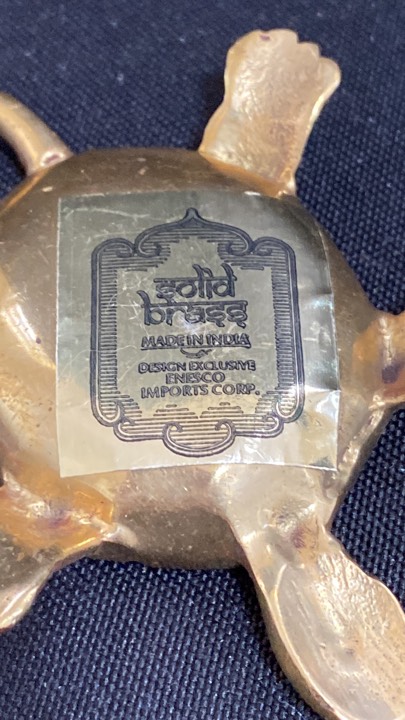 solid
brass
MADE IN INDIA
DESIGN EXCLUSIVE
ENESCO
IMPORTS CORP.